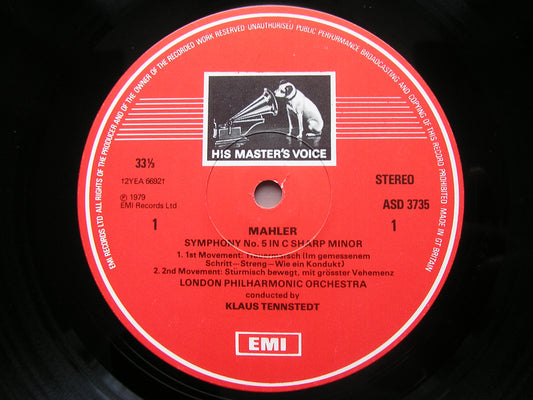 EMI RECORDS LTD ALL RIGHTS OF THE PRODUCER AND OF THE OWNER OF THE RECORDED WORK RESERVED UNAUTHORISED PUBLIC PERFORMANCE BROADCASTING AND COPYING OF THIS RECORD PROHIBITED MADE IN GT BRITAIN
HIS MASTER'S VOICE
33⅓
STEREO
†2YEA 6692†
℗ 1979
EMI Records Ltd
ASD 3735
1
1
MAHLER
SYMPHONY No. 5 IN C SHARP MINOR
1. 1st Movement: (Im gemessenem
Schritt—Streng—Wie ein Kondukt)
2. 2nd Movement: Stürmisch bewegt, mit grösster Vehemenz
LONDON PHILHARMONIC ORCHESTRA
conducted by
KLAUS TENNSTEDT
EMI